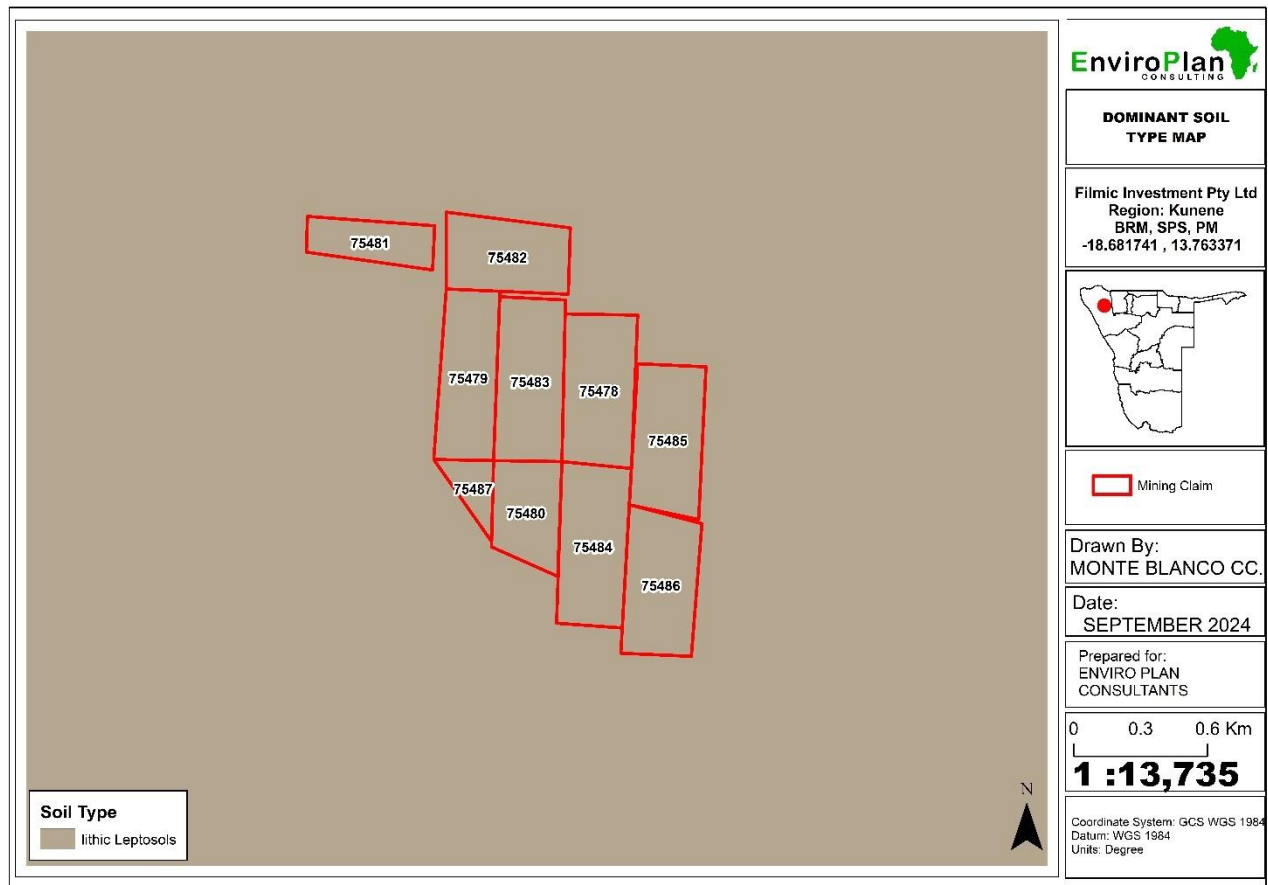 75481
75482
75479
75483
75478
75485
75487
75480
75484
75486
Soil Type
lithic Leptosols
N
EnviroPlan
CONSULTING
DOMINANT SOIL
TYPE MAP
Filmic Investment Pty Ltd
Region: Kunene
BRM, SPS, PM
-18.681741 , 13.763371
Mining Claim
Drawn By:
MONTE BLANCO CC.
Date:
SEPTEMBER 2024
Prepared for:
ENVIRO PLAN
CONSULTANTS
0 0.3 0.6 Km
1 :13,735
Coordinate System: GCS WGS 1984
Datum: WGS 1984
Units: Degree